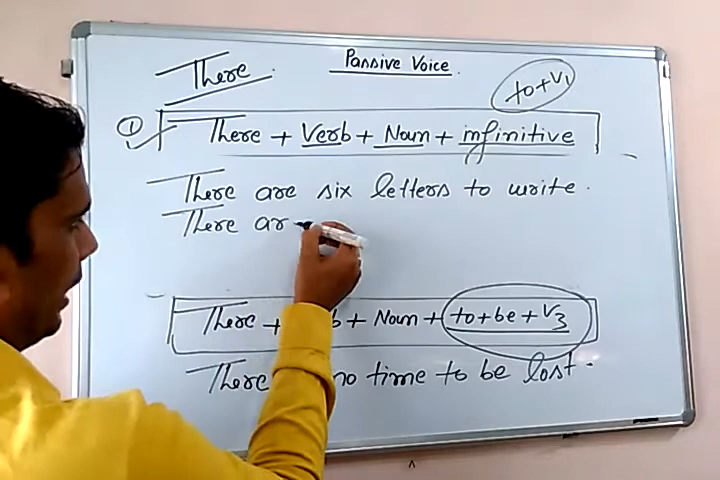 There
Passive Voice.
to+V1
① There + Verb + Noun + infinitive
There are six letters to write.
There ar
There + b + Noun + to+be+V3
There no time to be lost.